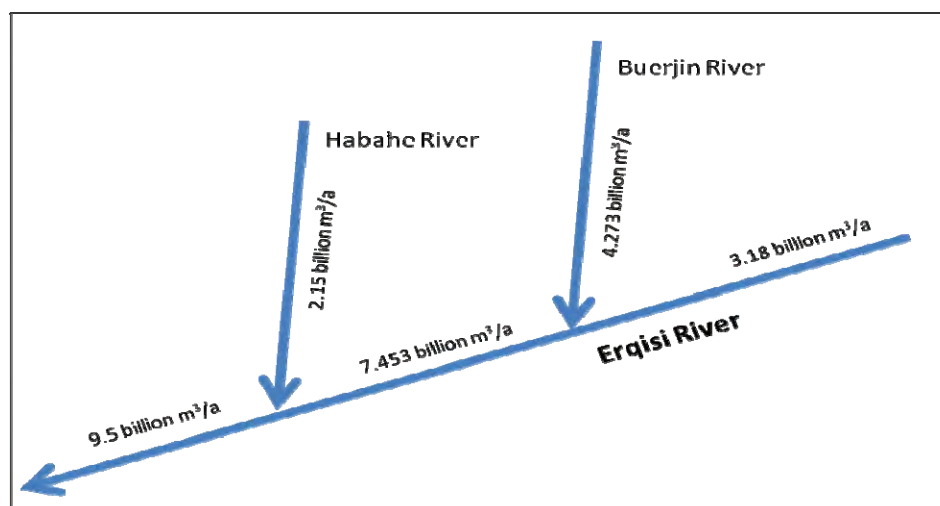 Buerjin River
Habahe River
4.273 billion m³/a
2.15 billion m³/a
3.18 billion m³/a
Erqisi River
7.453 billion m³/a
9.5 billion m³/a